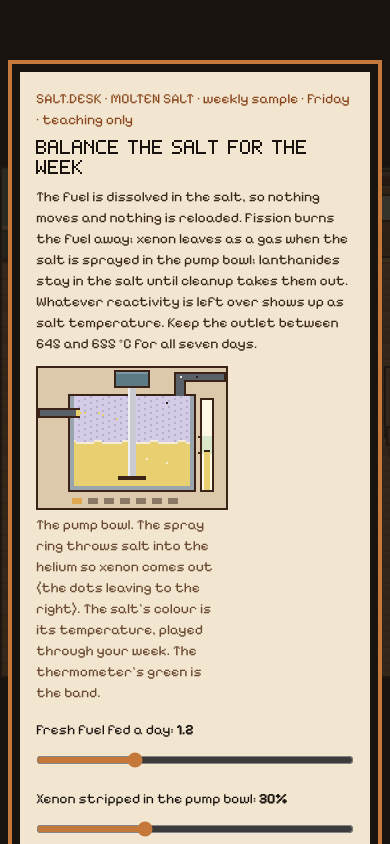 SALT.DESK · MOLTEN SALT · weekly sample · Friday
· teaching only
BALANCE THE SALT FOR THE
WEEK
The fuel is dissolved in the salt, so nothing
moves and nothing is reloaded. Fission burns
the fuel away; xenon leaves as a gas when the
salt is sprayed in the pump bowl; lanthanides
stay in the salt until cleanup takes them out.
Whatever reactivity is left over shows up as
salt temperature. Keep the outlet between
645 and 655 °C for all seven days.
The pump bowl. The spray
ring throws salt into the
helium so xenon comes out
(the dots leaving to the
right). The salt's colour is
its temperature, played
through your week. The
thermometer's green is
the band.
Fresh fuel fed a day: 1.2
Xenon stripped in the pump bowl: 30%